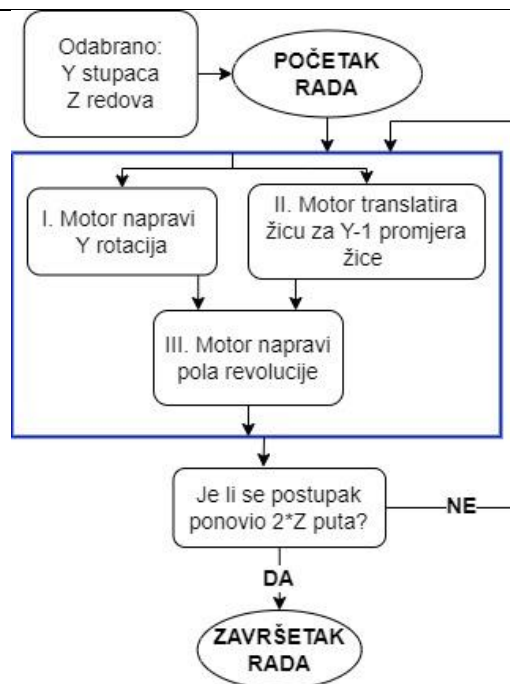 Odabrano:
Y stupaca
Z redova
POČETAK
RADA
I. Motor napravi
Y rotacija
II. Motor translatira
žicu za Y-1 promjera
žice
III. Motor napravi
pola revolucije
Je li se postupak
ponovio 2*Z puta?
NE
DA
ZAVRŠETAK
RADA